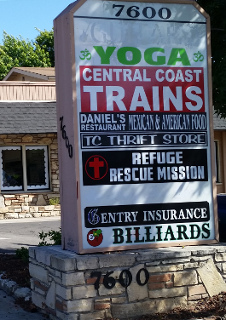 7600
YOGA
CENTRAL COAST
TRAINS
DANIEL'S
RESTAURANT MEXICAN & AMERICAN FOOD
TC THRIFT STORE
REFUGE
RESCUE MISSION
ENTRY INSURANCE
BILLIARDS
7600
7600